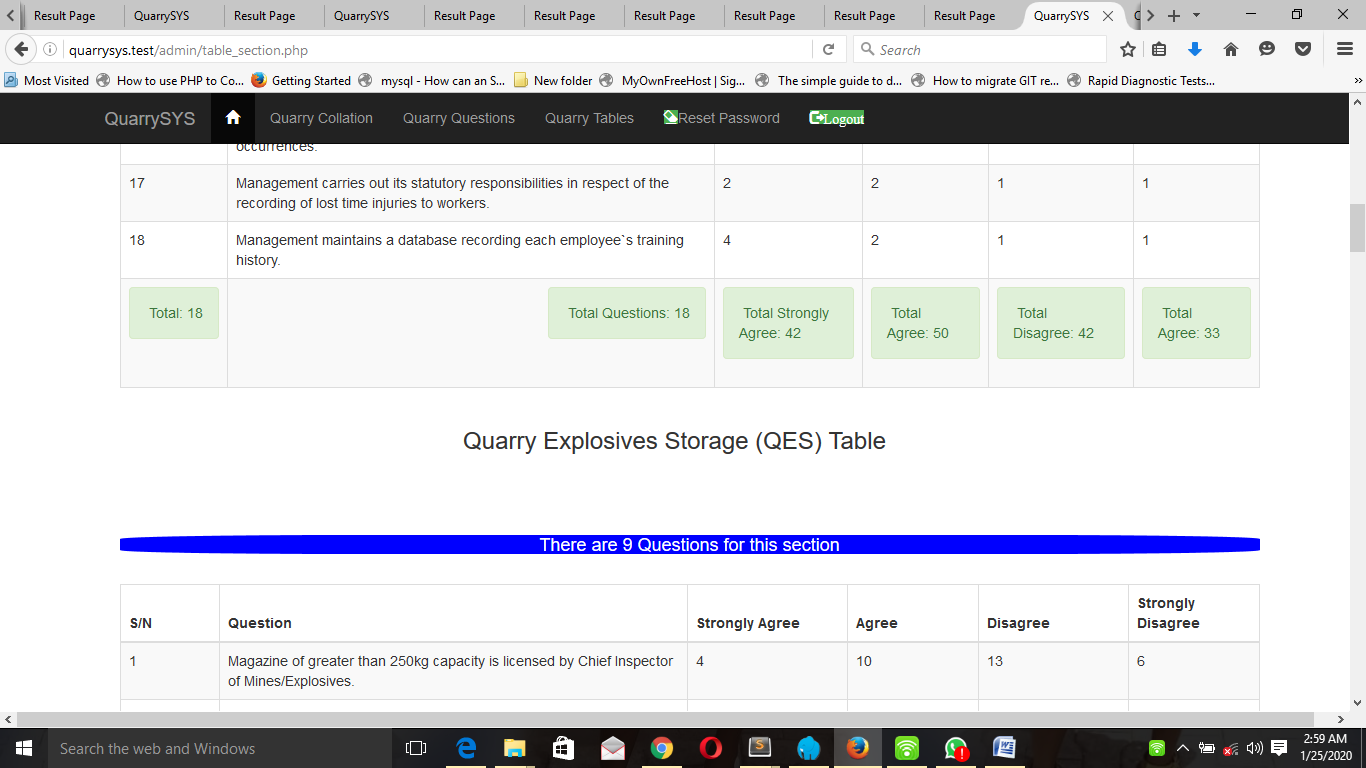 Result Page QuarrySYS Result Page QuarrySYS Result Page Result Page Result Page Result Page Result Page Result Page QuarrySYS
quarrysys.test/admin/table_section.php Search
Most Visited How to use PHP to Co... Getting Started mysql - How can an S... New folder MyOwnFreeHost | Sig... The simple guide to d... How to migrate GIT re... Rapid Diagnostic Tests...
QuarrySYS Quarry Collation Quarry Questions Quarry Tables Reset Password Logout
occurrences.
17 Management carries out its statutory responsibilities in respect of the 2 2 1 1
recording of lost time injuries to workers.
18 Management maintains a database recording each employee`s training 4 2 1 1
history.
Total: 18 Total Questions: 18 Total Strongly Total Total Total
Agree: 42 Agree: 50 Disagree: 42 Agree: 33
Quarry Explosives Storage (QES) Table
There are 9 Questions for this section
Strongly
S/N Question Strongly Agree Agree Disagree Disagree
1 Magazine of greater than 250kg capacity is licensed by Chief Inspector 4 10 13 6
of Mines/Explosives.
Search the web and Windows
2:59 AM
1/25/2020